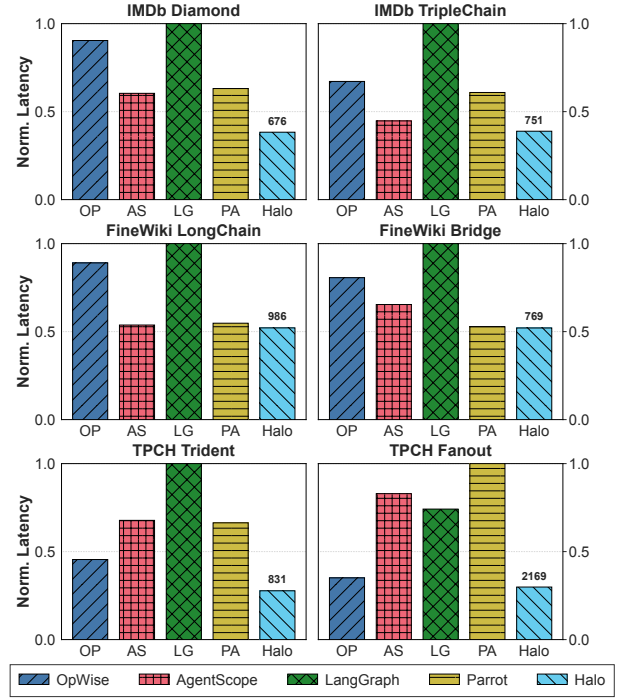 IMDb Diamond
IMDb TripleChain
Norm. Latency
1.0
0.5
0.0
676
OP AS LG PA Halo
751
1.0
0.5
0.0
OP AS LG PA Halo
FineWiki LongChain
FineWiki Bridge
Norm. Latency
1.0
0.5
0.0
986
OP AS LG PA Halo
769
1.0
0.5
0.0
OP AS LG PA Halo
TPCH Trident
TPCH Fanout
Norm. Latency
1.0
0.5
0.0
831
OP AS LG PA Halo
2169
1.0
0.5
0.0
OP AS LG PA Halo
OpWise AgentScope LangGraph Parrot Halo